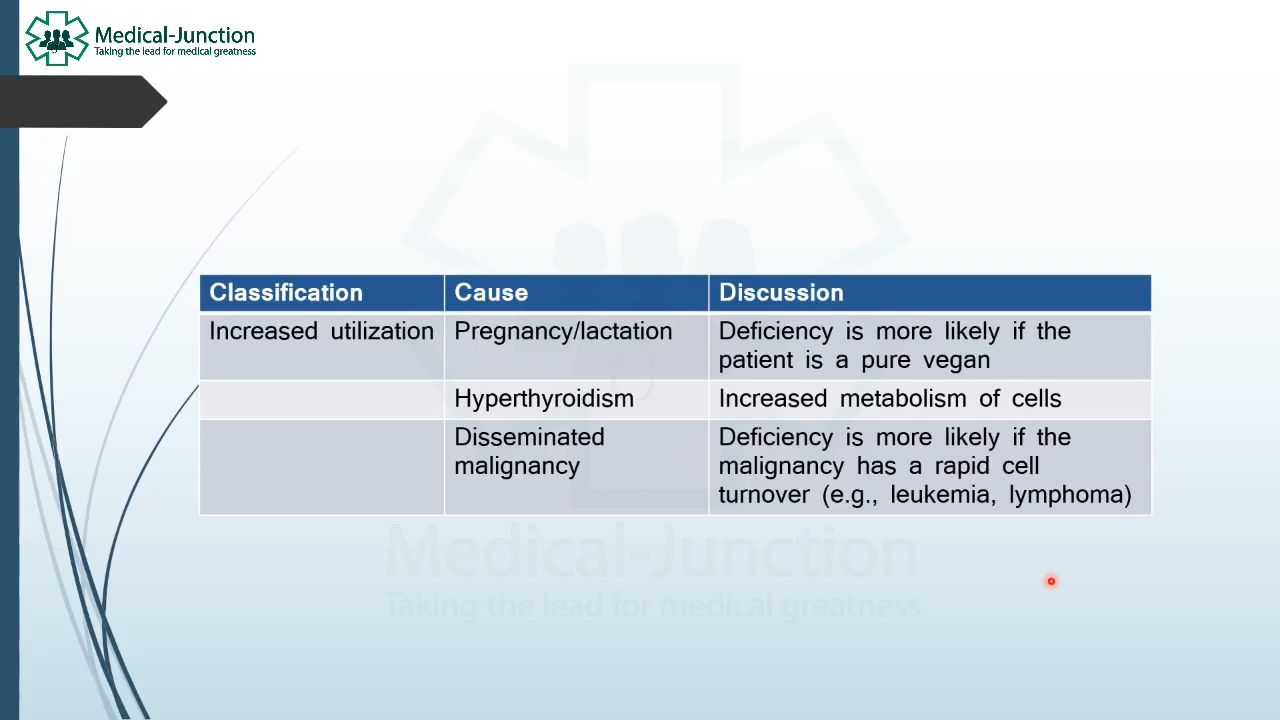 Medical-Junction
Taking the lead for medical greatness
Classification Cause Discussion
Increased utilization Pregnancy/lactation Deficiency is more likely if the
patient is a pure vegan
Hyperthyroidism Increased metabolism of cells
Disseminated Deficiency is more likely if the
malignancy malignancy has a rapid cell
turnover (e.g., leukemia, lymphoma)
Medical-Junction
Taking the lead for medical greatness